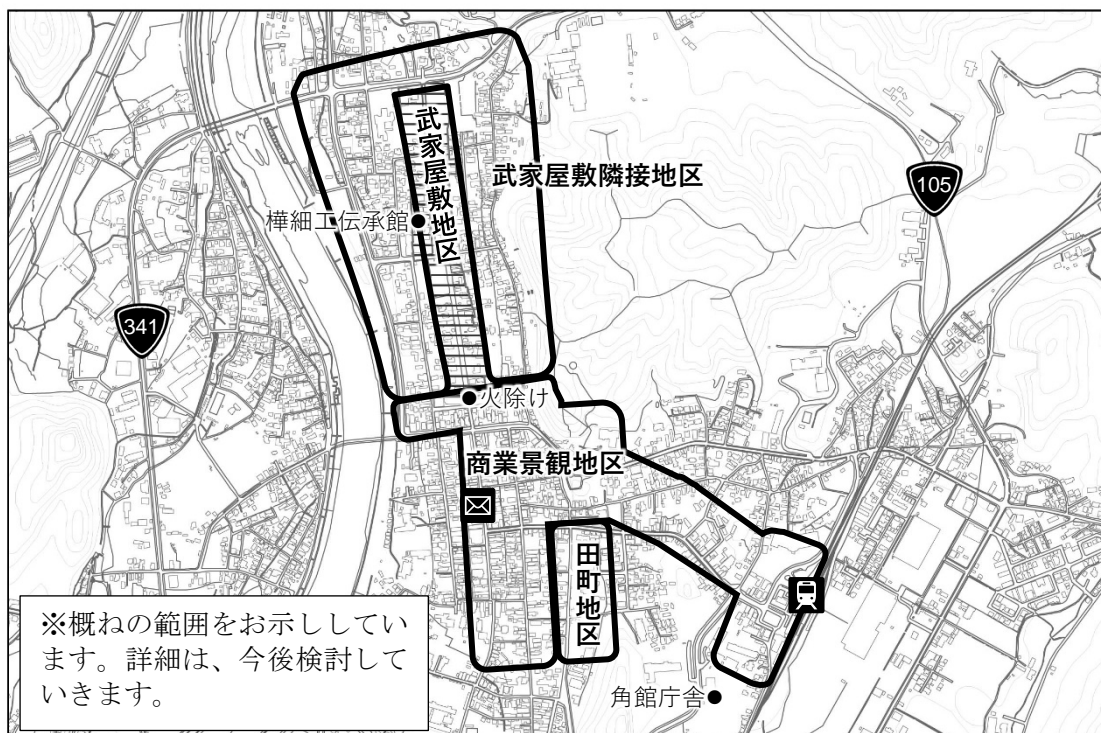 武家屋敷地区
武家屋敷隣接地区
105
樺細工伝承館
341
火除け
商業景観地区
田町地区
※概ねの範囲をお示ししてい
ます。詳細は、今後検討して
いきます。
角館庁舎